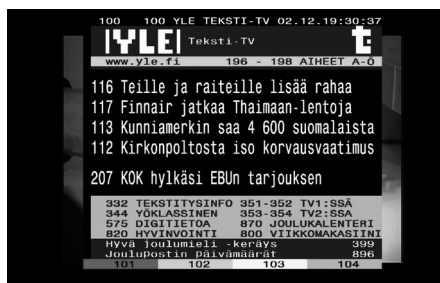 100 100 YLE TEKSTI-TV 02.12.19:30:37
YLE Teksti-TV t:
www.yle.fi 196 - 198 AIHEET A-Ö
116 Teille ja raiteille lisää rahaa
117 Finnair jatkaa Thaimaan-lentoja
113 Kunniamerkin saa 4 600 suomalaista
112 Kirkonpoltosta iso korvausvaatimus
207 KOK hylkäsi EBUn tarjouksen
332 TEKSTITYSINFO 351-352 TV1:SSÄ
344 YÖKLASSINEN 353-354 TV2:SSA
575 DIGITIETOA 870 JOULUKALENTERI
820 HYVINVOINTI 800 VIIKKOMAKASIINI
Hyvä joulumieli -keräys 399
Joulupostin päivämäärät 896
101 102 103 104